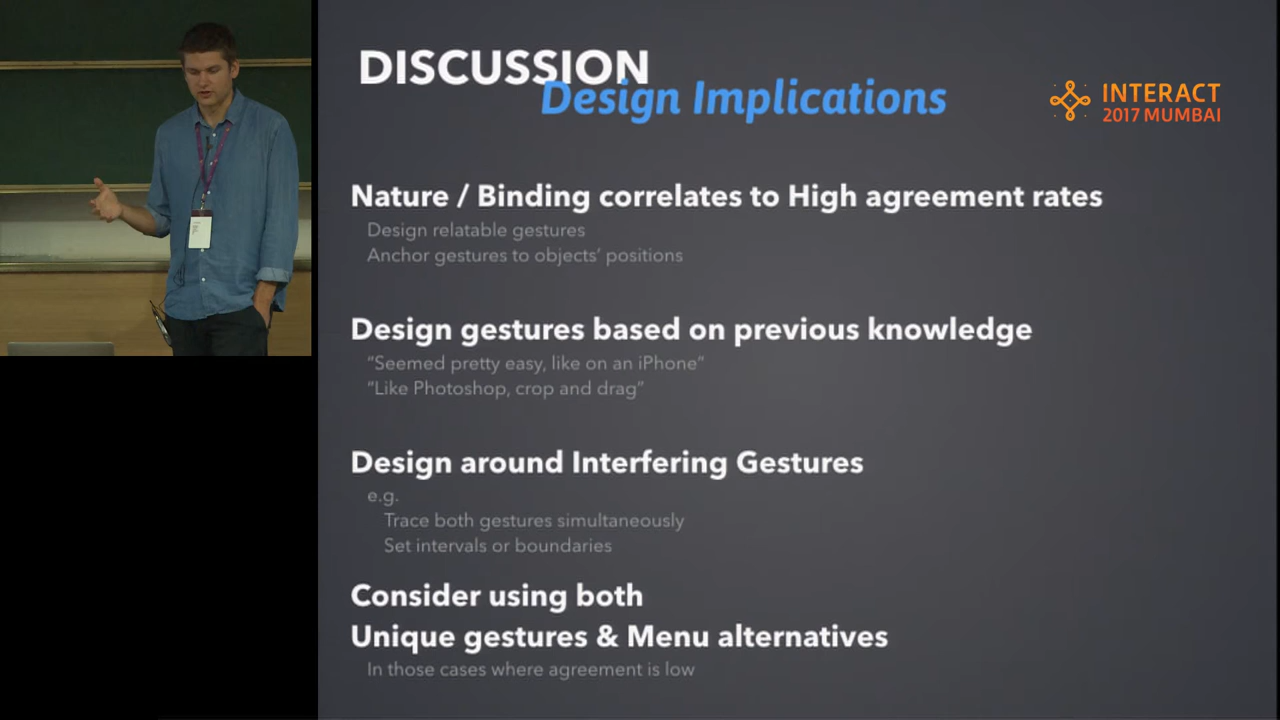 DISCUSSION
Design Implications
INTERACT
2017 MUMBAI
Nature / Binding correlates to High agreement rates
Design relatable gestures
Anchor gestures to objects’ positions
Design gestures based on previous knowledge
“Seemed pretty easy, like on an iPhone”
“Like Photoshop, crop and drag”
Design around Interfering Gestures
e.g.
Trace both gestures simultaneously
Set intervals or boundaries
Consider using both
Unique gestures & Menu alternatives
In those cases where agreement is low